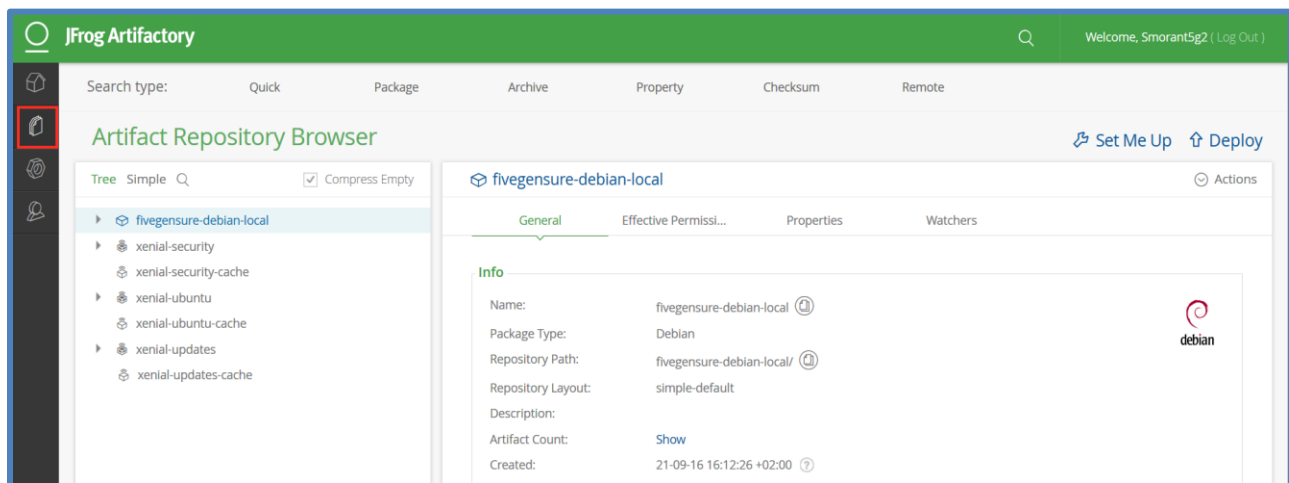 JFrog Artifactory
Welcome, Smorant5g2 ( Log Out )
Search type: Quick Package Archive Property Checksum Remote
Artifact Repository Browser
Set Me Up Deploy
Tree Simple Compress Empty
fivegensure-debian-local
xenial-security
xenial-security-cache
xenial-ubuntu
xenial-ubuntu-cache
xenial-updates
xenial-updates-cache
fivegensure-debian-local Actions
General Effective Permissi... Properties Watchers
Info
Name: fivegensure-debian-local
Package Type: Debian
Repository Path: fivegensure-debian-local/
Repository Layout: simple-default
Description:
Artifact Count: Show
Created: 21-09-16 16:12:26 +02:00 ?
debian